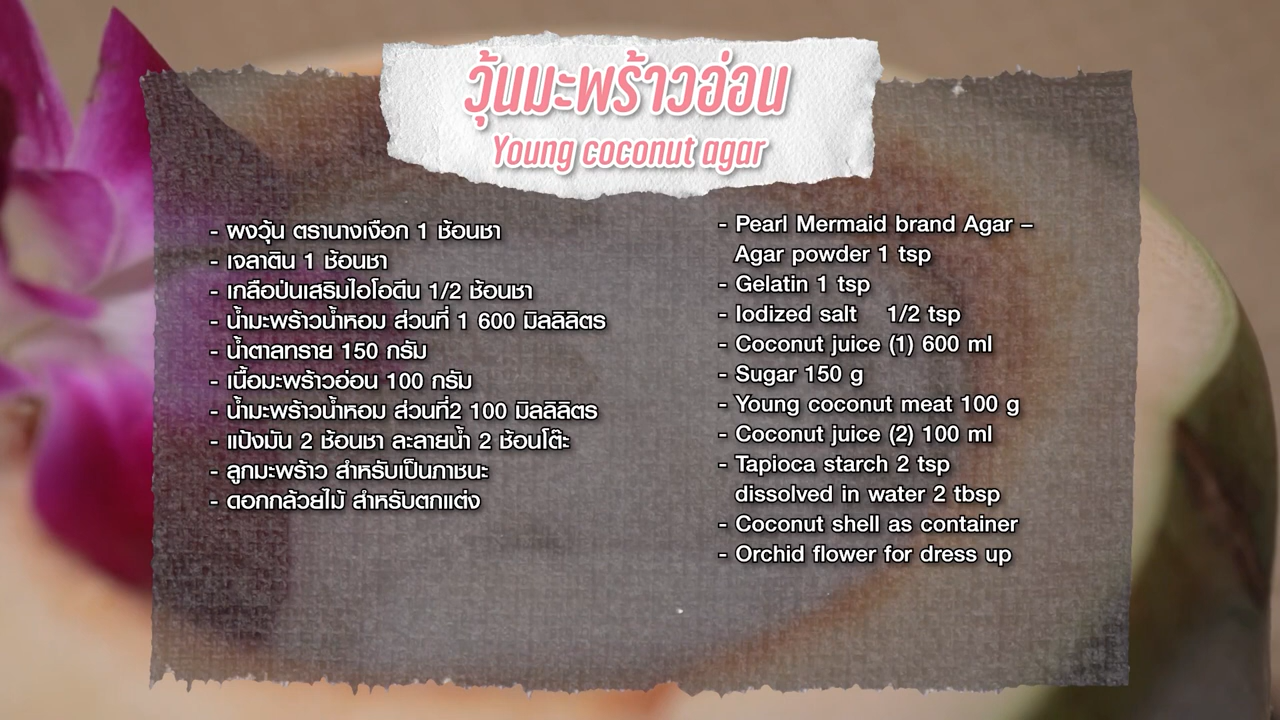 วุ้นมะพร้าวอ่อน
Young coconut agar
- ผงวุ้น ตรานางเงือก 1 ช้อนชา
- เจลาติน 1 ช้อนชา
- เกลือป่นเสริมไอโอดีน 1/2 ช้อนชา
- น้ำมะพร้าวน้ำหอม ส่วนที่ 1 600 มิลลิลิตร
- น้ำตาลทราย 150 กรัม
- เนื้อมะพร้าวอ่อน 100 กรัม
- น้ำมะพร้าวน้ำหอม ส่วนที่2 100 มิลลิลิตร
- แป้งมัน 2 ช้อนชา ละลายน้ำ 2 ช้อนโต๊ะ
- ลูกมะพร้าว สำหรับเป็นภาชนะ
- ดอกกล้วยไม้ สำหรับตกแต่ง
- Pearl Mermaid brand Agar –
Agar powder 1 tsp
- Gelatin 1 tsp
- Iodized salt 1/2 tsp
- Coconut juice (1) 600 ml
- Sugar 150 g
- Young coconut meat 100 g
- Coconut juice (2) 100 ml
- Tapioca starch 2 tsp
dissolved in water 2 tbsp
- Coconut shell as container
- Orchid flower for dress up